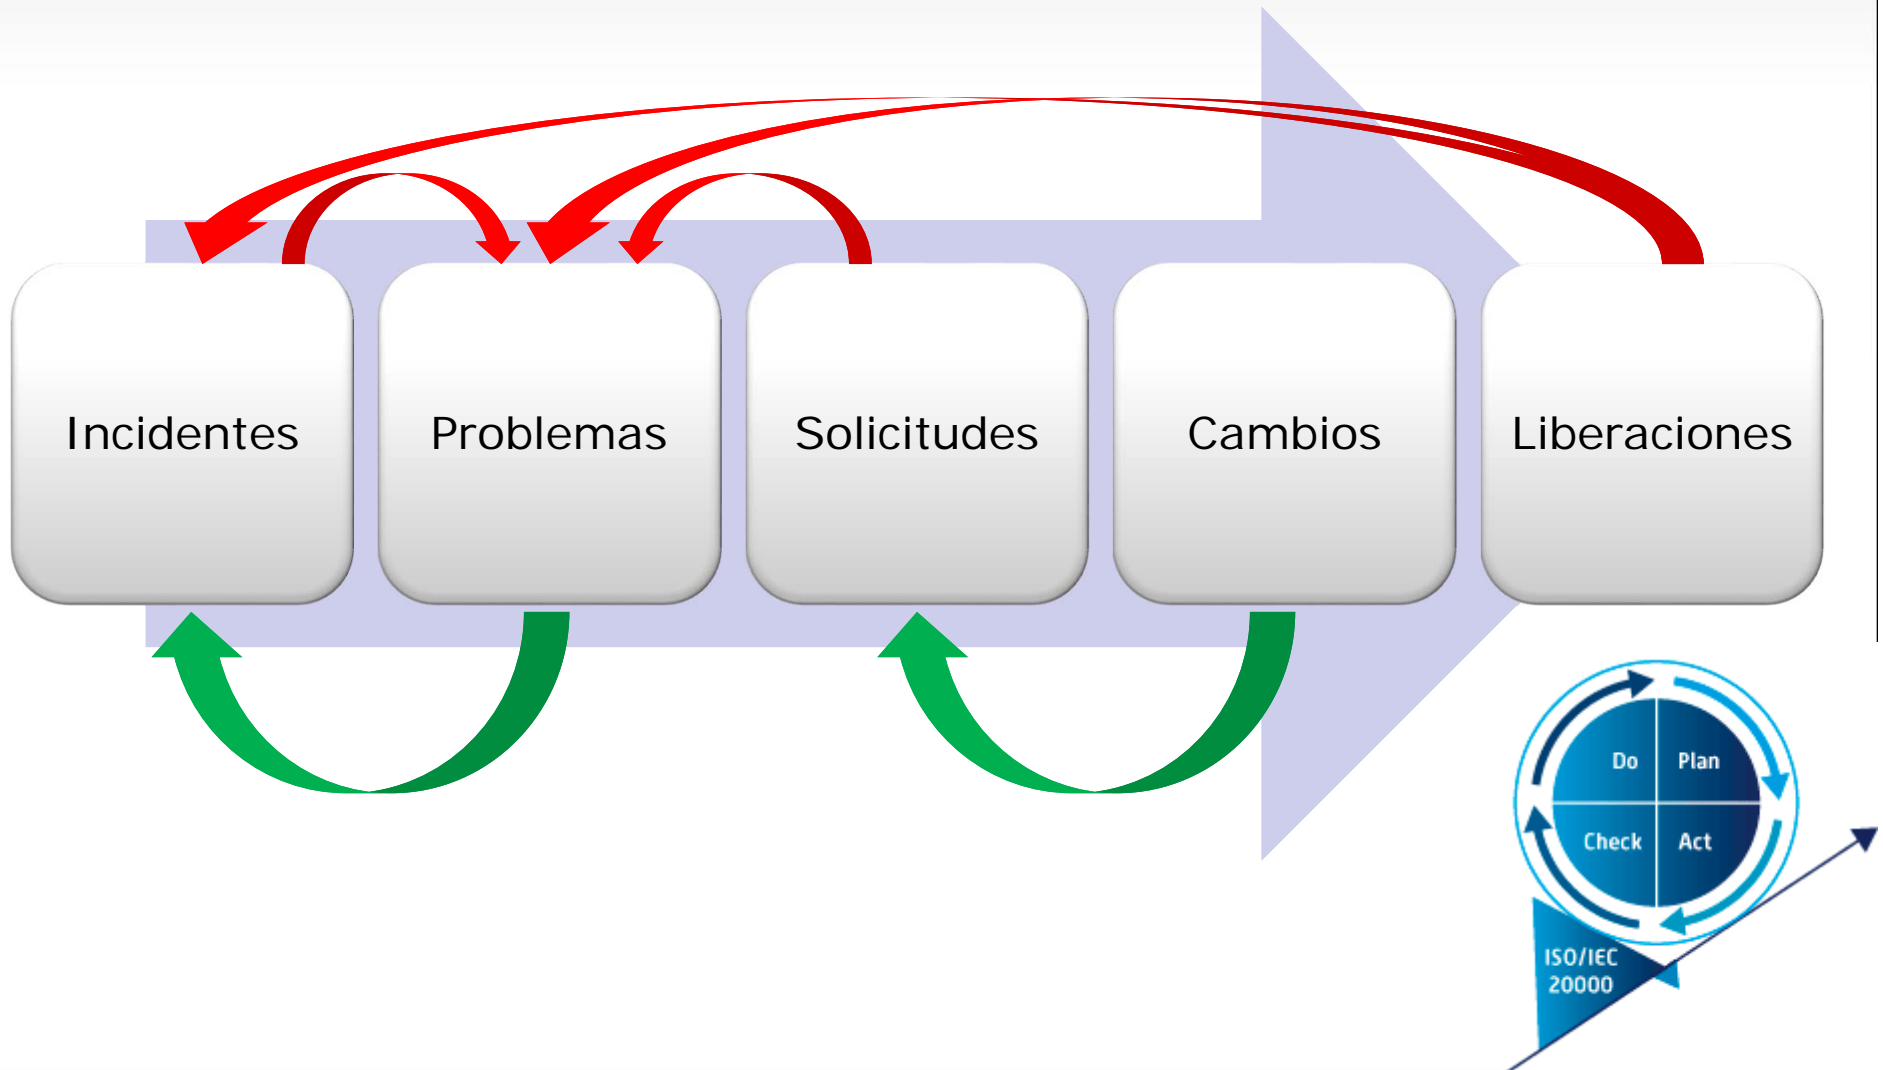 Incidentes
Problemas
Solicitudes
Cambios
Liberaciones
Do
Plan
Check
Act
ISO/IEC
20000